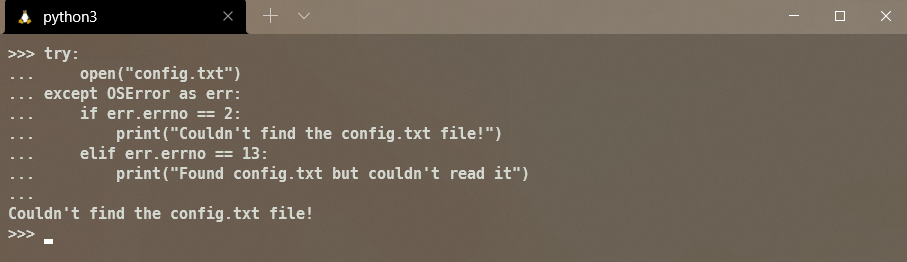 python3
>>> try:
...     open("config.txt")
... except OSError as err:
...     if err.errno == 2:
...         print("Couldn't find the config.txt file!")
...     elif err.errno == 13:
...         print("Found config.txt but couldn't read it")
...
Couldn't find the config.txt file!
>>>